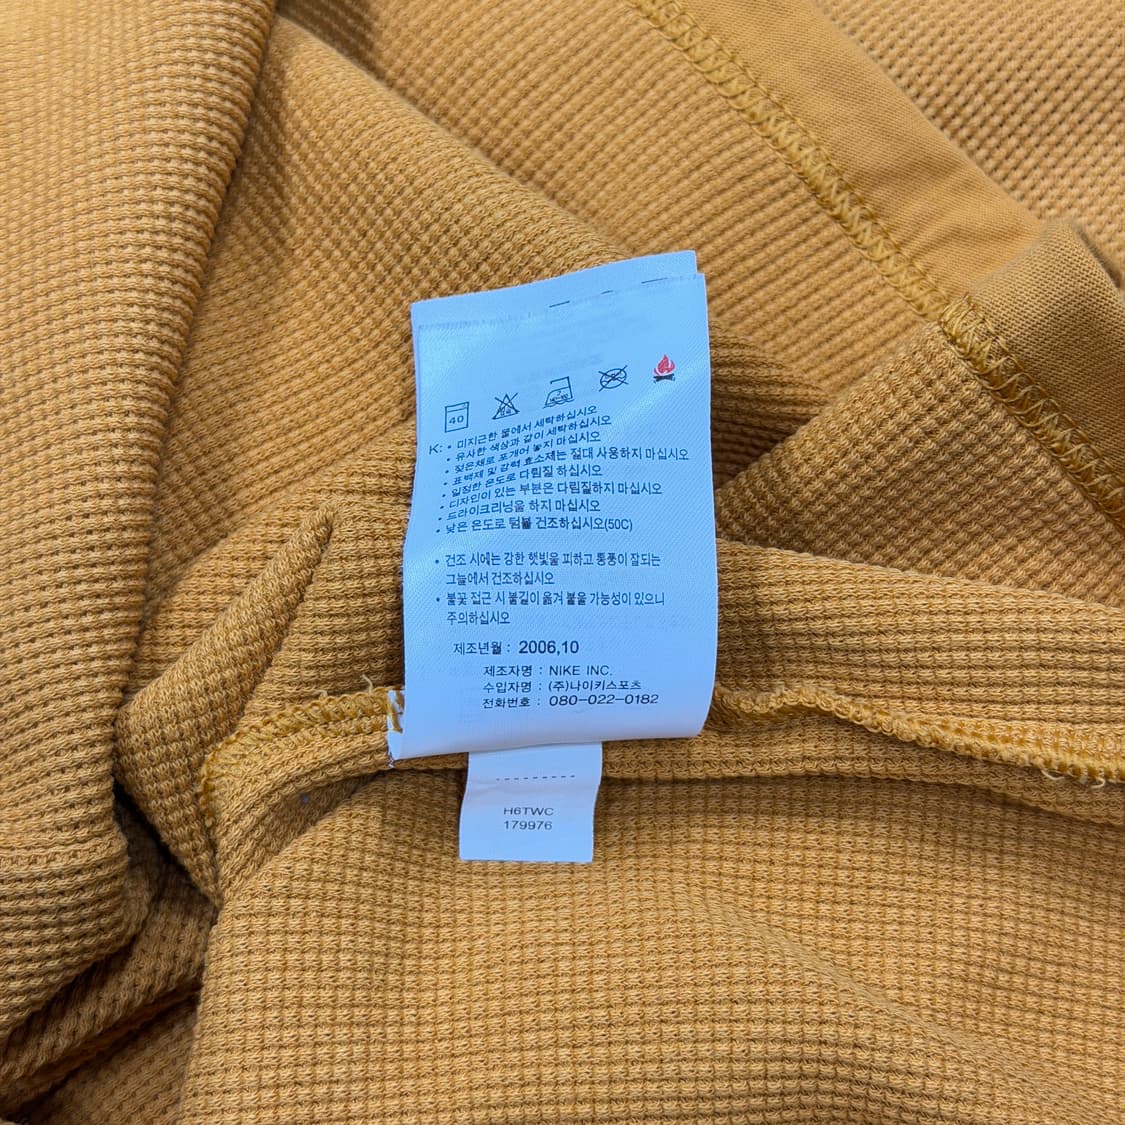 40
K: • 미지근한 물에서 세탁하십시오
• 유사한 색상과 같이 세탁하십시오
• 젖은채로 포개어 놓지 마십시오
• 표백제 및 강력 효소제는 절대 사용하지 마십시오
• 일정한 온도로 다림질 하십시오
• 디자인이 있는 부분은 다림질하지 마십시오
• 드라이크리닝을 하지 마십시오
• 낮은 온도로 텀블 건조하십시오(50C)
• 건조 시에는 강한 햇빛을 피하고 통풍이 잘되는
그늘에서 건조하십시오
• 불꽃 접근 시 불길이 옮겨 붙을 가능성이 있으니
주의하십시오
제조년월 : 2006,10
제조자명 : NIKE INC.
수입자명 : (주)나이키스포츠
전화번호 : 080-022-0182
H6TWC
179976